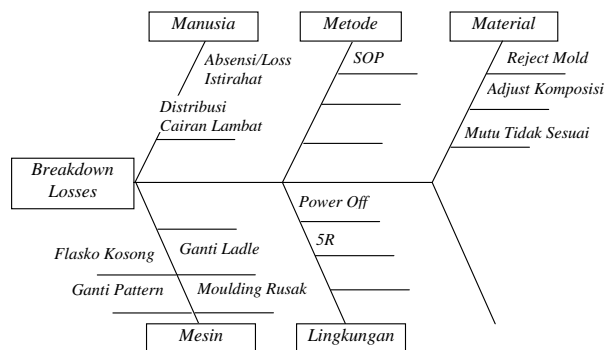 Manusia
Metode
Material
Absensi/Loss
Istirahat
SOP
Reject Mold
Adjust Komposisi
Distribusi
Cairan Lambat
Mutu Tidak Sesuai
Breakdown
Losses
Power Off
Flasko Kosong
Ganti Ladle
5R
Ganti Pattern
Moulding Rusak
Mesin
Lingkungan